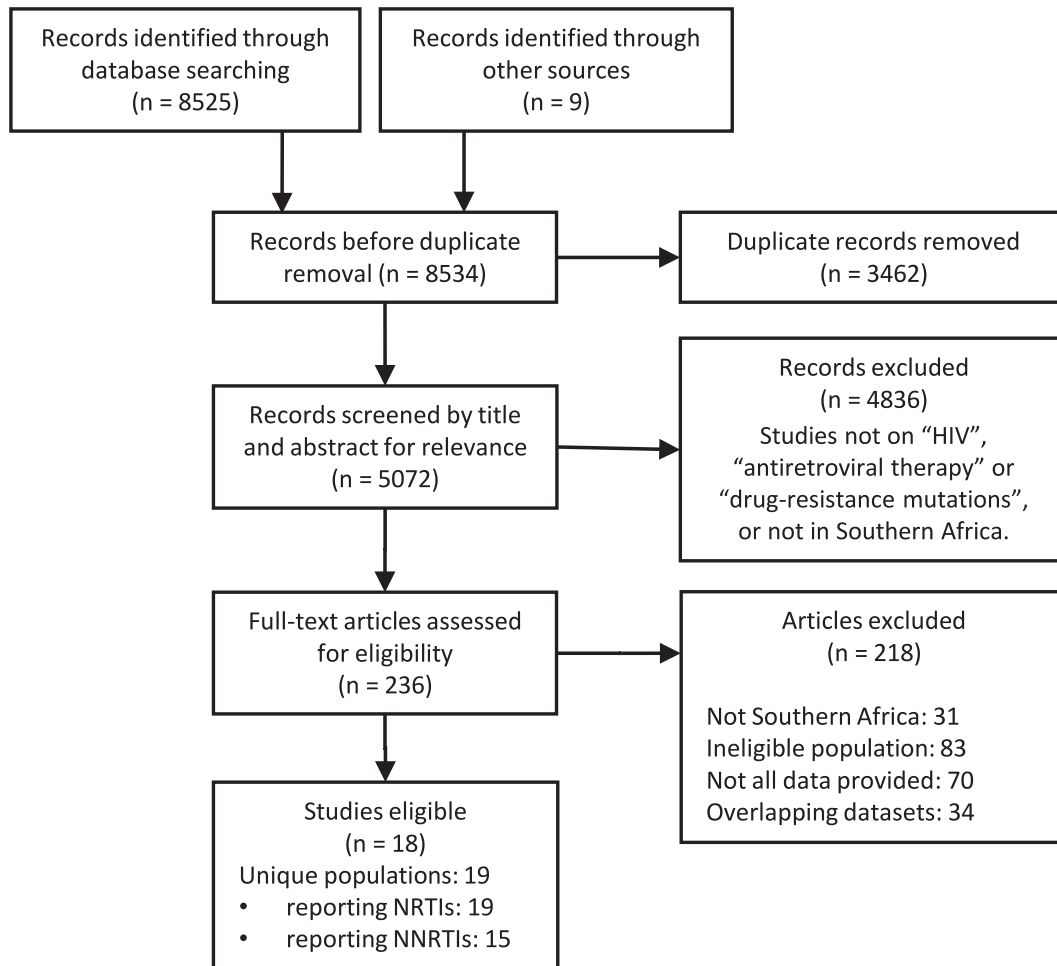 Records identified through
database searching
(n = 8525)
Records identified through
other sources
(n = 9)
Records before duplicate
removal (n = 8534)
Duplicate records removed
(n = 3462)
Records screened by title
and abstract for relevance
(n = 5072)
Records excluded
(n = 4836)
Studies not on “HIV”,
“antiretroviral therapy” or
“drug-resistance mutations”,
or not in Southern Africa.
Full-text articles assessed
for eligibility
(n = 236)
Articles excluded
(n = 218)
Not Southern Africa: 31
Ineligible population: 83
Not all data provided: 70
Overlapping datasets: 34
Studies eligible
(n = 18)
Unique populations: 19
• reporting NRTIs: 19
• reporting NNRTIs: 15